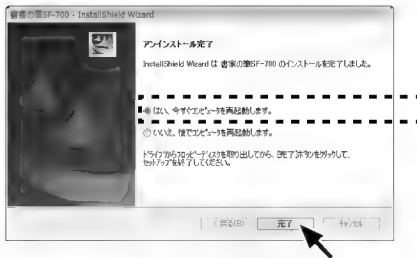 書家の筆SF-700 - InstallShield Wizard
アンインストール完了
InstallShield Wizard は 書家の筆SF-700 のインストールを完了しました。
はい、今すぐコンピュータを再起動します。
いいえ、後でコンピュータを再起動します。
ドライブからフロッピーディスクを取り出してから、[完了]ボタンをクリックして、
セットアップを終了してください。
< 戻る(B)
完了
キャンセル